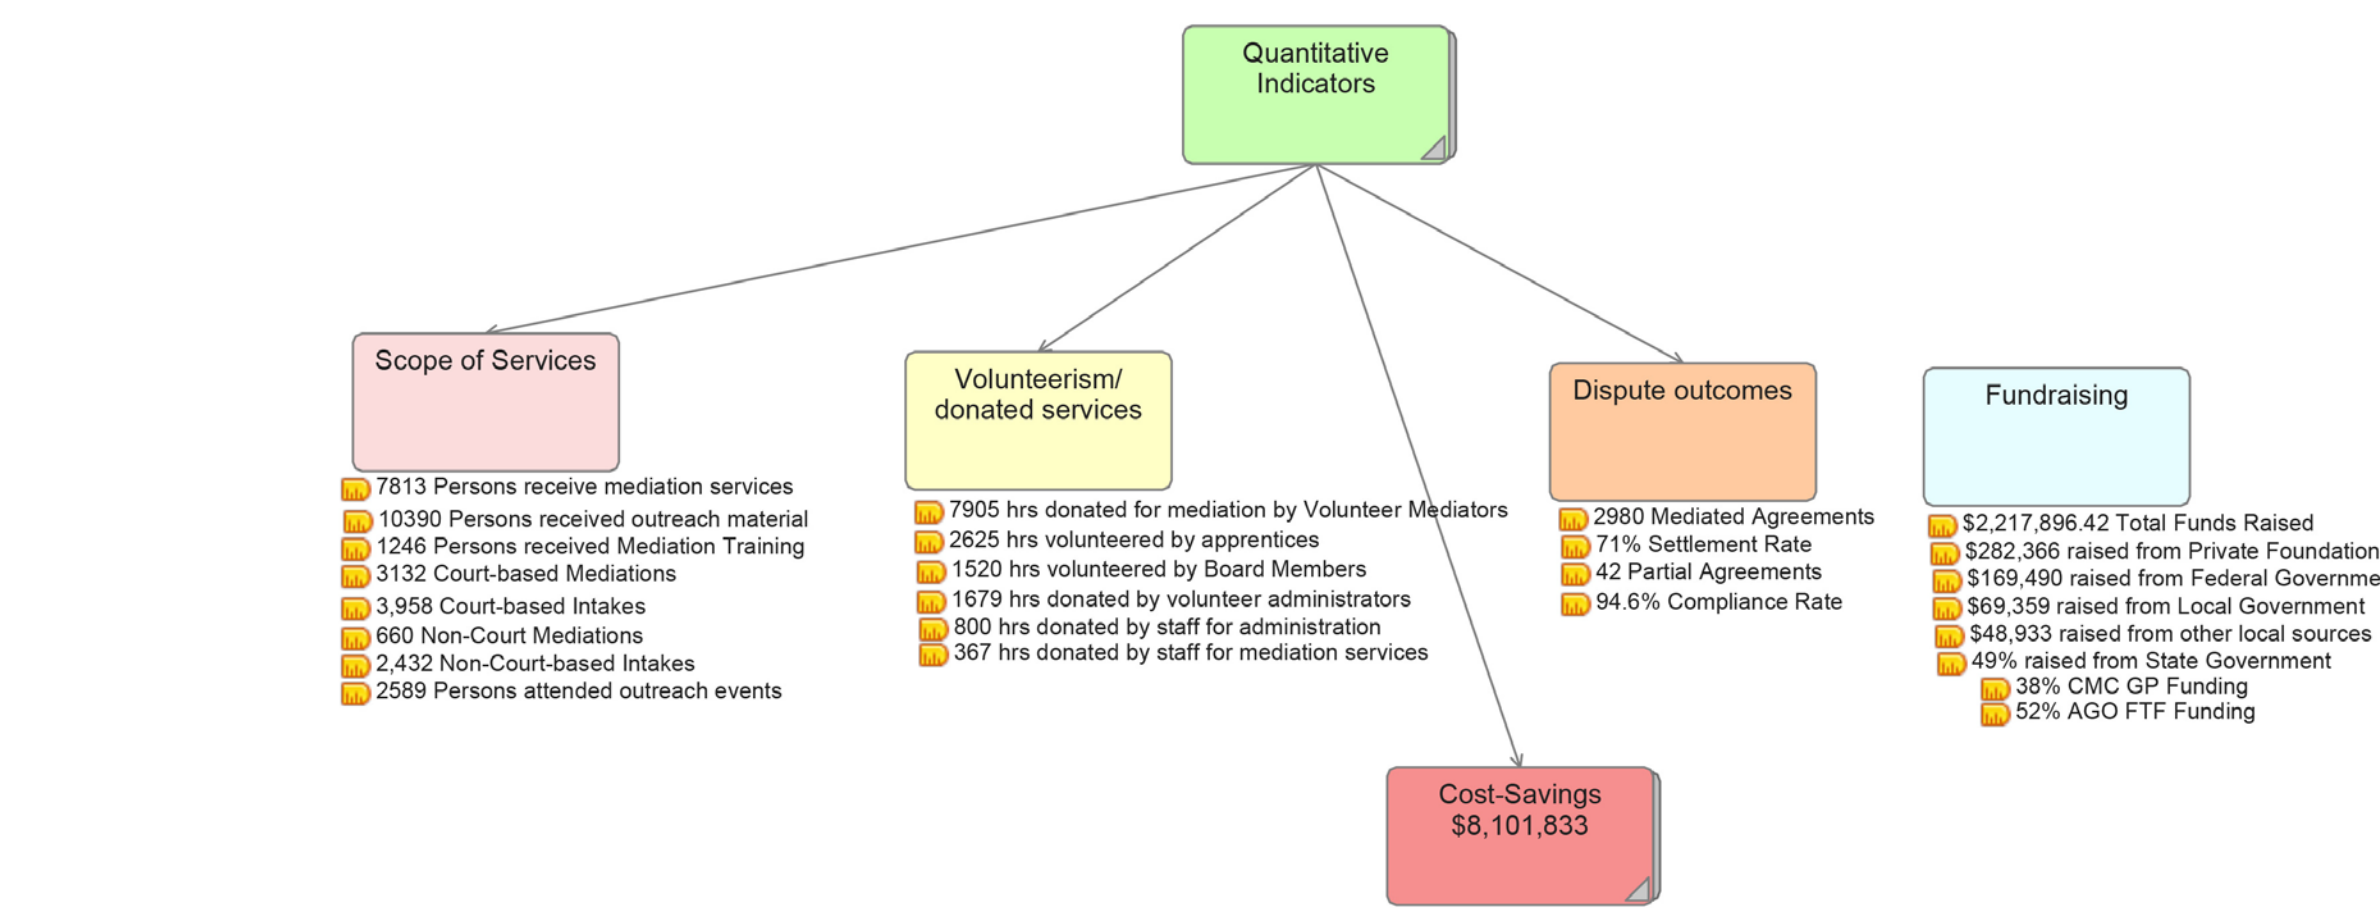 Quantitative
Indicators
Scope of Services
7813 Persons receive mediation services
10390 Persons received outreach material
1246 Persons received Mediation Training
3132 Court-based Mediations
3,958 Court-based Intakes
660 Non-Court Mediations
2,432 Non-Court-based Intakes
2589 Persons attended outreach events
Volunteerism/
donated services
7905 hrs donated for mediation by Volunteer Mediators
2625 hrs volunteered by apprentices
1520 hrs volunteered by Board Members
1679 hrs donated by volunteer administrators
800 hrs donated by staff for administration
367 hrs donated by staff for mediation services
Dispute outcomes
2980 Mediated Agreements
71% Settlement Rate
42 Partial Agreements
94.6% Compliance Rate
Fundraising
$2,217,896.42 Total Funds Raised
$282,366 raised from Private Foundation
$169,490 raised from Federal Governme
$69,359 raised from Local Government
$48,933 raised from other local sources
49% raised from State Government
38% CMC GP Funding
52% AGO FTF Funding
Cost-Savings
$8,101,833